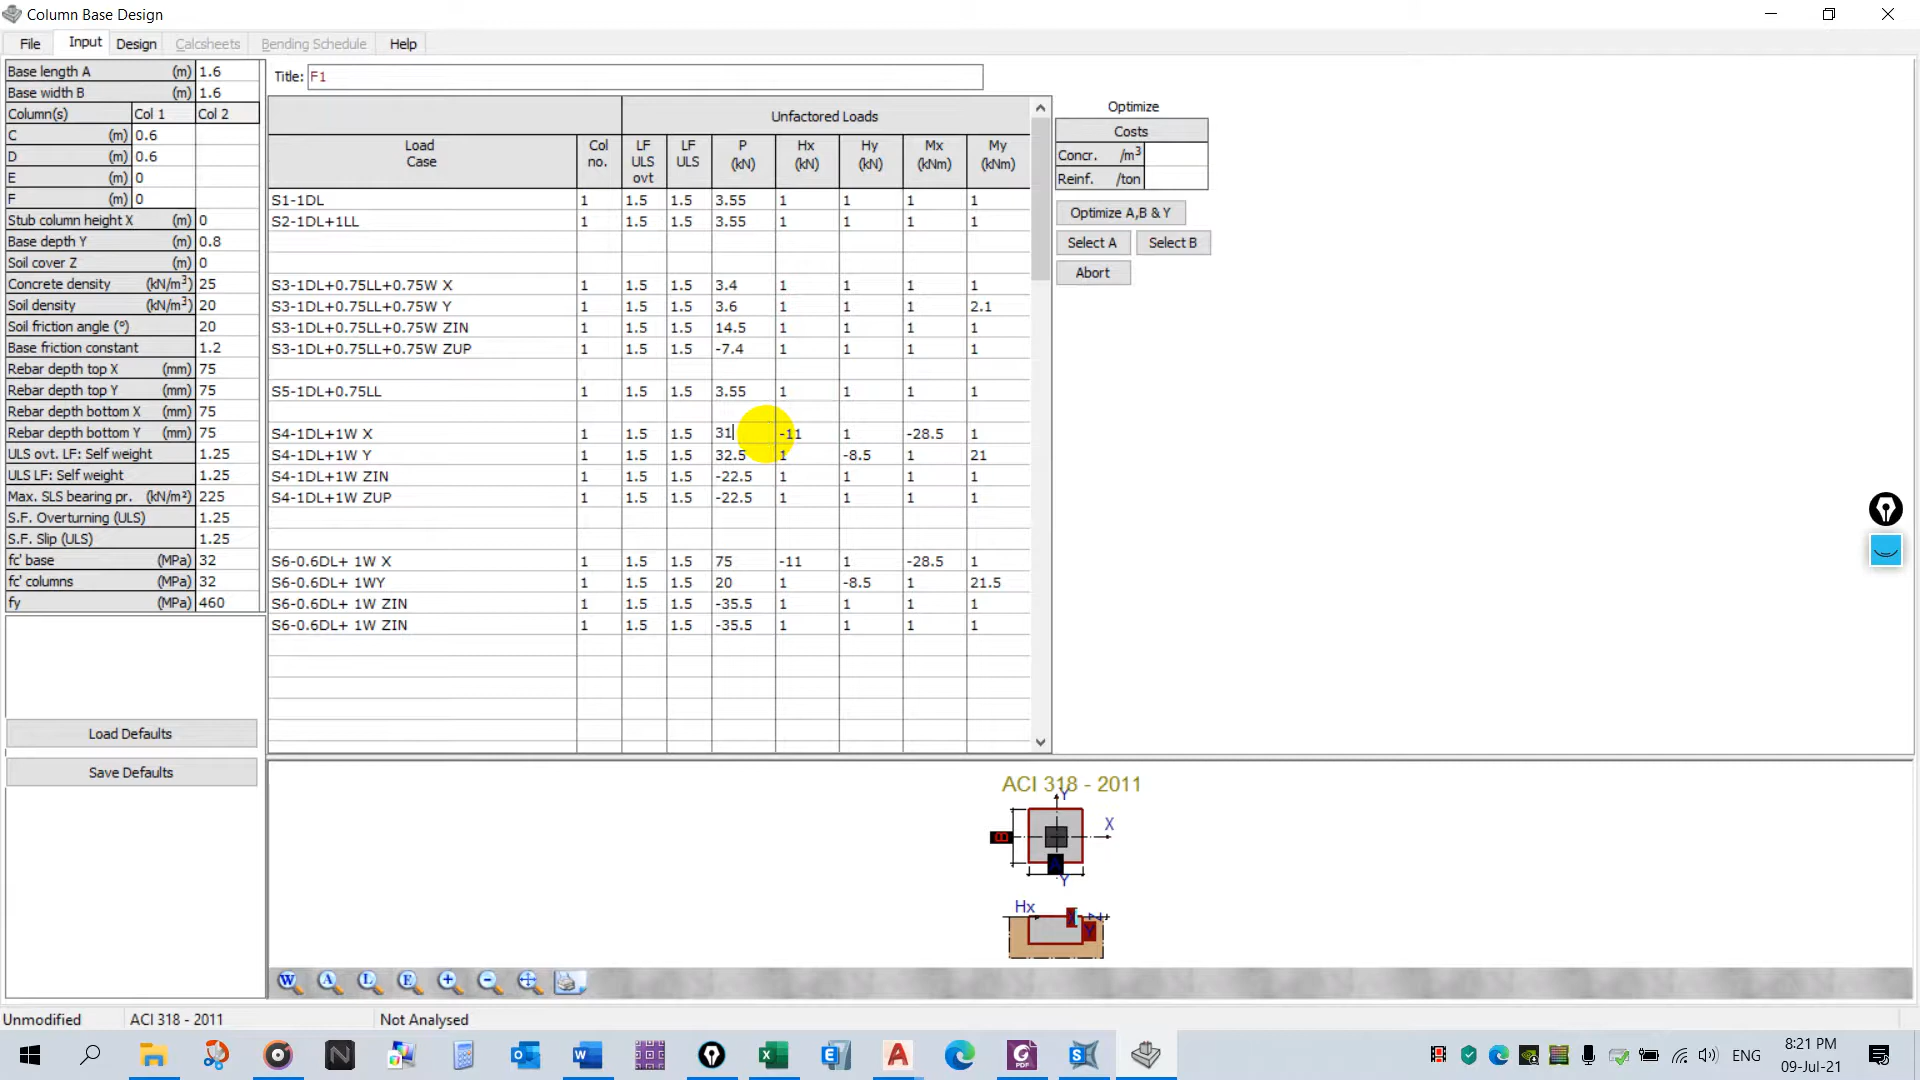 Column Base Design
File Input Design Calcsheets Bending Schedule Help
Base length A (m) 1.6
Base width B (m) 1.6
Column(s) Col 1 Col 2
C (m) 0.6
D (m) 0.6
E (m) 0
F (m) 0
Stub column height X (m) 0
Base depth Y (m) 0.8
Soil cover Z (m) 0
Concrete density (kN/m³) 25
Soil density (kN/m³) 20
Soil friction angle (°) 20
Base friction constant 1.2
Rebar depth top X (mm) 75
Rebar depth top Y (mm) 75
Rebar depth bottom X (mm) 75
Rebar depth bottom Y (mm) 75
ULS ovt. LF: Self weight 1.25
ULS LF: Self weight 1.25
Max. SLS bearing pr. (kN/m²) 225
S.F. Overturning (ULS) 1.25
S.F. Slip (ULS) 1.25
fc' base (MPa) 32
fc' columns (MPa) 32
fy (MPa) 460
Load Defaults
Save Defaults
Title: F1
Unfactored Loads
Load Case Col no. LF ULS ovt LF ULS P (kN) Hx (kN) Hy (kN) Mx (kNm) My (kNm)
S1-1DL 1 1.5 1.5 3.55 1 1 1 1
S2-1DL+1LL 1 1.5 1.5 3.55 1 1 1 1
S3-1DL+0.75LL+0.75W X 1 1.5 1.5 3.4 1 1 1 1
S3-1DL+0.75LL+0.75W Y 1 1.5 1.5 3.6 1 1 1 2.1
S3-1DL+0.75LL+0.75W ZIN 1 1.5 1.5 14.5 1 1 1 1
S3-1DL+0.75LL+0.75W ZUP 1 1.5 1.5 -7.4 1 1 1 1
S5-1DL+0.75LL 1 1.5 1.5 3.55 1 1 1 1
S4-1DL+1W X 1 1.5 1.5 31 -11 1 -28.5 1
S4-1DL+1W Y 1 1.5 1.5 32.5 1 -8.5 1 21
S4-1DL+1W ZIN 1 1.5 1.5 -22.5 1 1 1 1
S4-1DL+1W ZUP 1 1.5 1.5 -22.5 1 1 1 1
S6-0.6DL+ 1W X 1 1.5 1.5 75 -11 1 -28.5 1
S6-0.6DL+ 1WY 1 1.5 1.5 20 1 -8.5 1 21.5
S6-0.6DL+ 1W ZIN 1 1.5 1.5 -35.5 1 1 1 1
S6-0.6DL+ 1W ZIN 1 1.5 1.5 -35.5 1 1 1 1
Optimize
Costs
Concr. /m³
Reinf. /ton
Optimize A,B & Y
Select A Select B
Abort
ACI 318 - 2011
Y
X
B
A
Y
Hx
X
Z
Y
W A L E
Unmodified ACI 318 - 2011 Not Analysed
ENG
8:21 PM
09-Jul-21